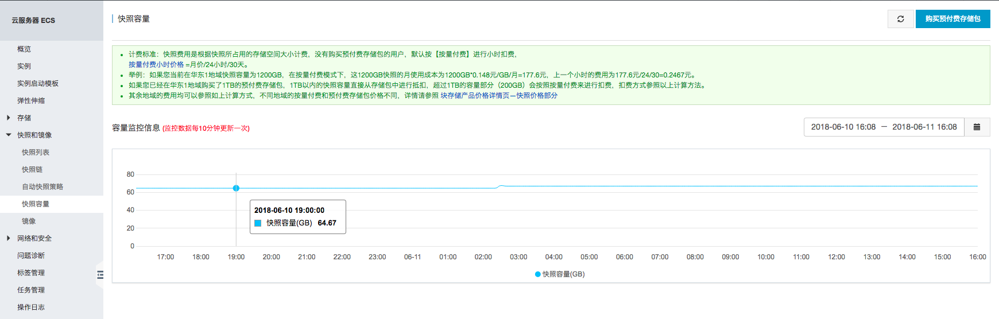 云服务器 ECS
概览
实例
实例启动模板
弹性伸缩
存储
快照和镜像
快照列表
快照链
自动快照策略
快照容量
镜像
网络和安全
问题诊断
标签管理
任务管理
操作日志
快照容量
购买预付费存储包
计费标准：快照费用是根据快照所占用的存储空间大小计费，没有购买预付费存储包的用户，默认按【按量付费】进行小时扣费，
按量付费小时价格 =月价/24小时/30天。
举例：如果您当前在华东1地域快照容量为1200GB，在按量付费模式下，这1200GB快照的月使用成本为1200GB*0.148元/GB/月=177.6元，上一个小时的费用为177.6元/24/30=0.2467元。
如果您已经在华东1地域购买了1TB的预付费存储包，1TB以内的快照容量直接从存储包中进行抵扣，超过1TB的容量部分（200GB）会按照按量付费来进行扣费，扣费方式参照以上计算方法。
其余地域的费用均可以参照如上计算方式，不同地域的按量付费和预付费存储包价格不同，详情请参照 块存储产品价格详情页－快照价格部分
容量监控信息 (监控数据每10分钟更新一次)
2018-06-10 16:08 － 2018-06-11 16:08
80
60
40
20
0
2018-06-10 19:00:00
快照容量(GB) 64.67
17:00 18:00 19:00 20:00 21:00 22:00 23:00 06-11 01:00 02:00 03:00 04:00 05:00 06:00 07:00 08:00 09:00 10:00 11:00 12:00 13:00 14:00 15:00 16:00
快照容量(GB)